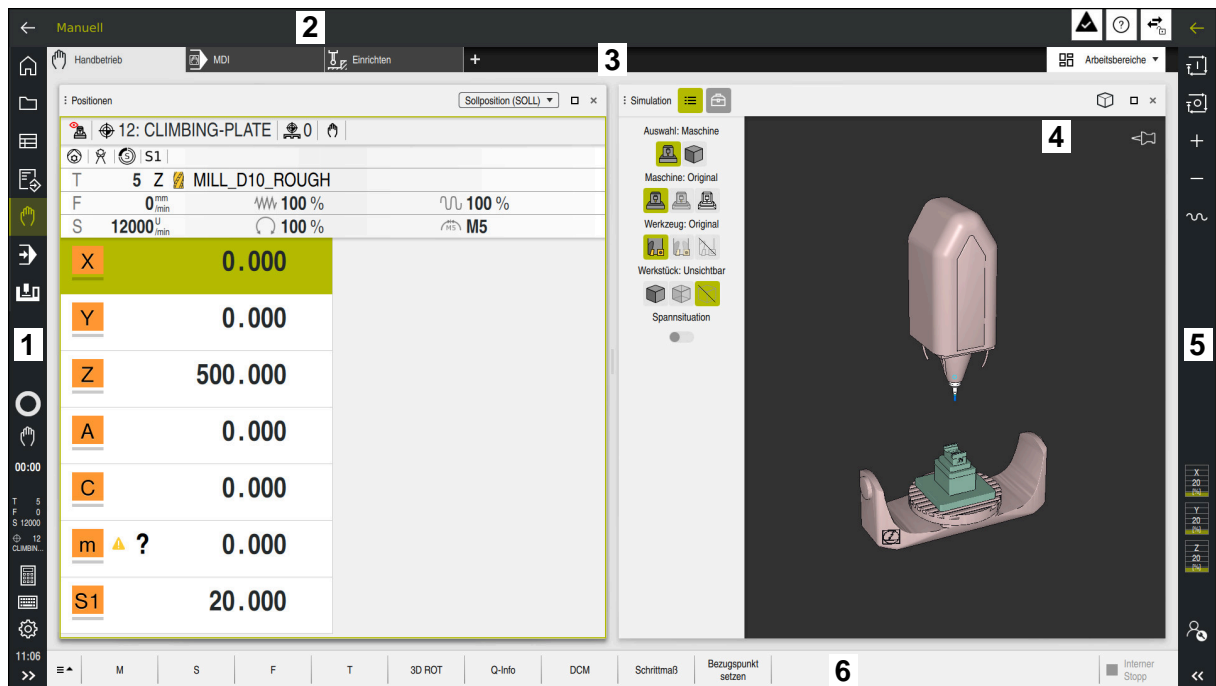 Manuell
2
Handbetrieb
MDI
Einrichten
+
3
Arbeitsbereiche
Positionen
Sollposition (SOLL)
12: CLIMBING-PLATE
0
S1
T 5 Z MILL_D10_ROUGH
F 0 mm/min 100 % 100 %
S 12000 U/min 100 % M5 M5
X 0.000
Y 0.000
Z 500.000
A 0.000
C 0.000
m ? 0.000
S1 20.000
Simulation
Auswahl: Maschine
Maschine: Original
Werkzeug: Original
Werkstück: Unsichtbar
Spannsituation
4
1
00:00
T 5
F 0
S 12000
12
CLIMBIN...
11:06
5
X
20
[%]
Y
20
[%]
Z
20
[%]
M
S
F
T
3D ROT
Q-Info
DCM
Schrittmaß
Bezugspunkt
setzen
6
Interner
Stopp